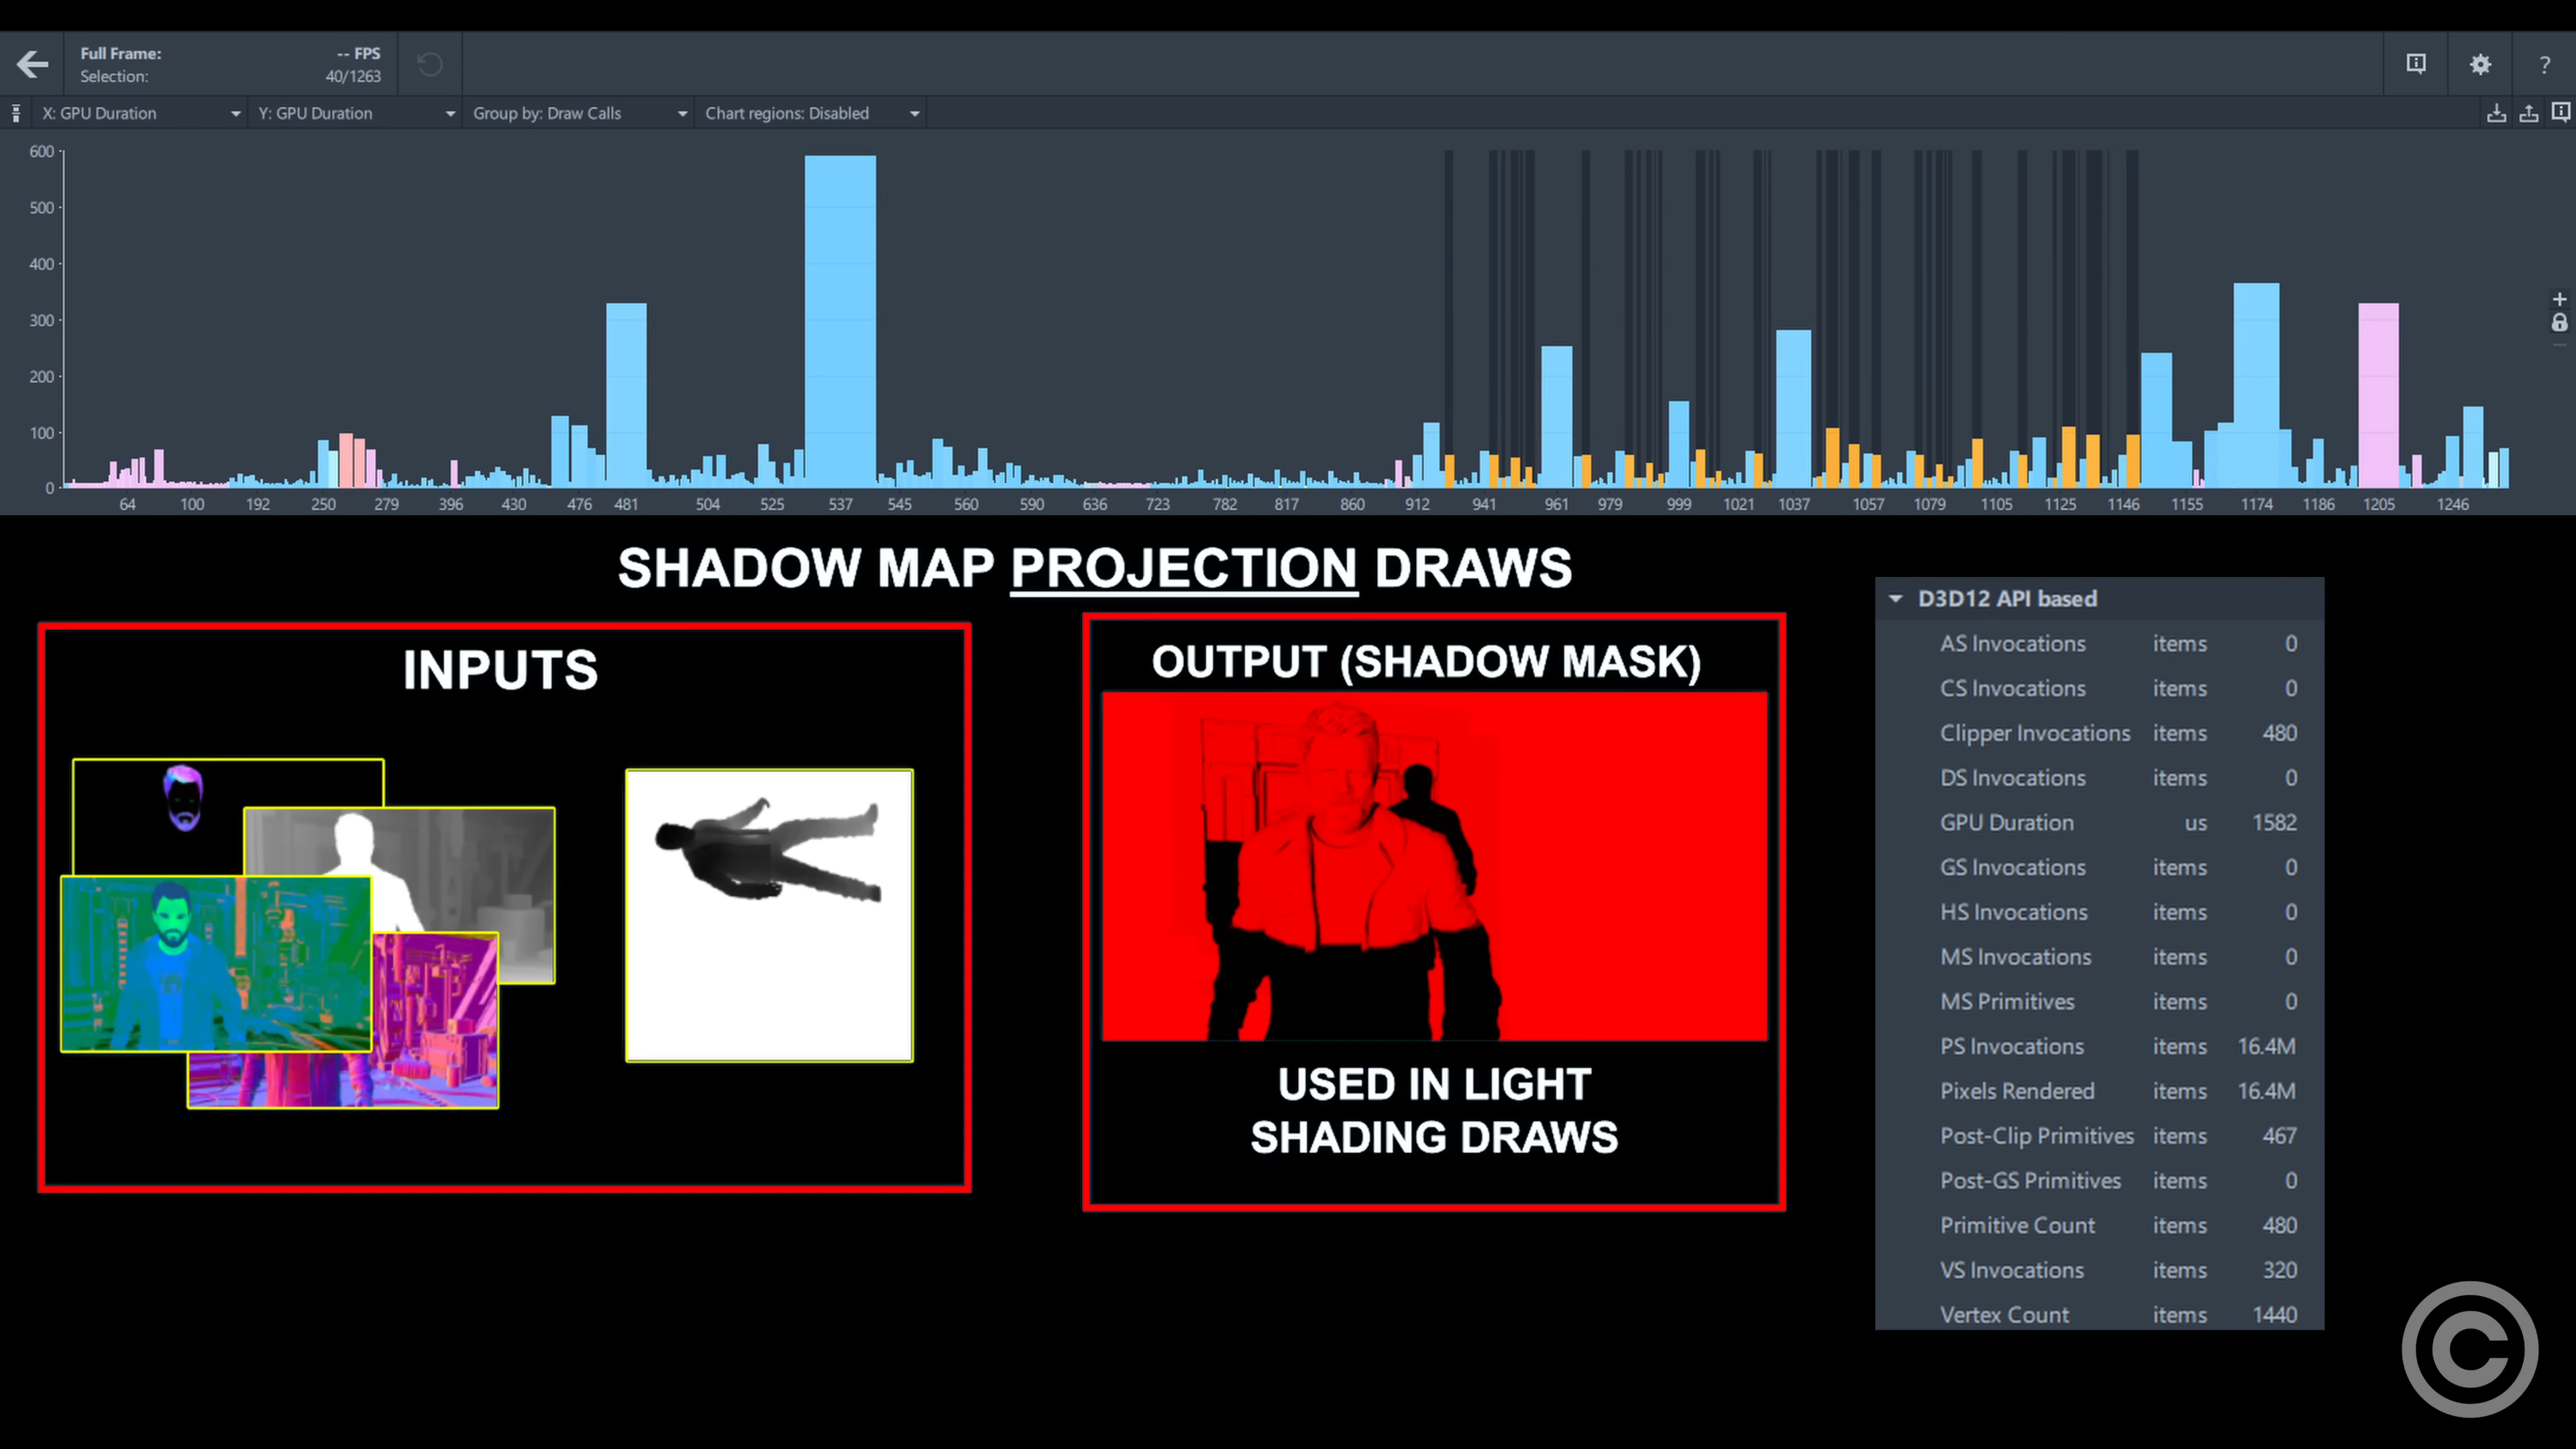 Full Frame: -- FPS
Selection: 40/1263
X: GPU Duration Y: GPU Duration Group by: Draw Calls Chart regions: Disabled
600
500
400
300
200
100
0
64 100 192 250 279 396 430 476 481 504 525 537 545 560 590 636 723 782 817 860 912 941 961 979 999 1021 1037 1057 1079 1105 1125 1146 1155 1174 1186 1205 1246
SHADOW MAP PROJECTION DRAWS
INPUTS
OUTPUT (SHADOW MASK)
USED IN LIGHT
SHADING DRAWS
D3D12 API based
AS Invocations items 0
CS Invocations items 0
Clipper Invocations items 480
DS Invocations items 0
GPU Duration us 1582
GS Invocations items 0
HS Invocations items 0
MS Invocations items 0
MS Primitives items 0
PS Invocations items 16.4M
Pixels Rendered items 16.4M
Post-Clip Primitives items 467
Post-GS Primitives items 0
Primitive Count items 480
VS Invocations items 320
Vertex Count items 1440
©